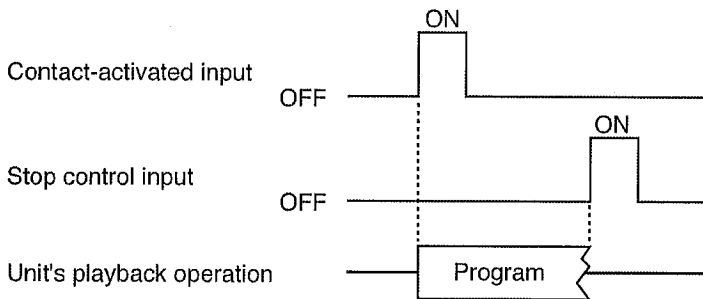 ON
Contact-activated input
OFF
ON
Stop control input
OFF
Unit's playback operation
Program